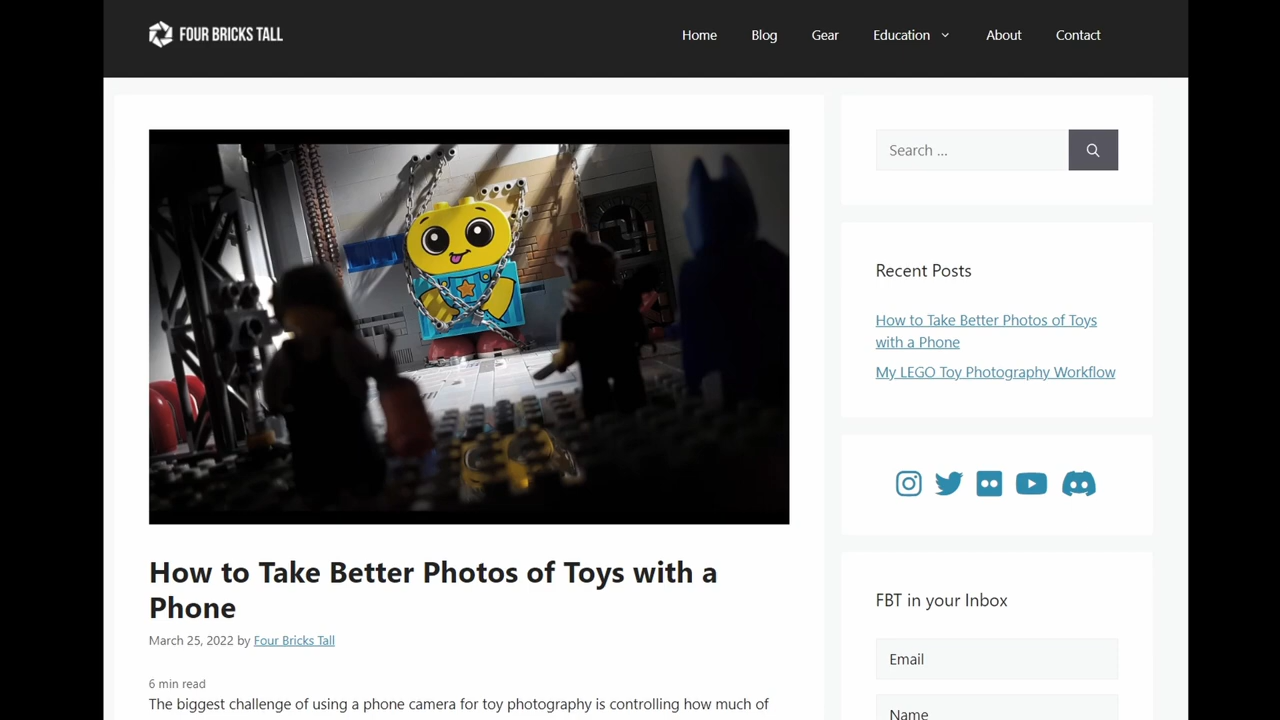 FOUR BRICKS TALL
Home
Blog
Gear
Education
About
Contact
How to Take Better Photos of Toys with a
Phone
March 25, 2022 by Four Bricks Tall
6 min read
The biggest challenge of using a phone camera for toy photography is controlling how much of
Search ...
Recent Posts
How to Take Better Photos of Toys
with a Phone
My LEGO Toy Photography Workflow
FBT in your Inbox
Email
Name